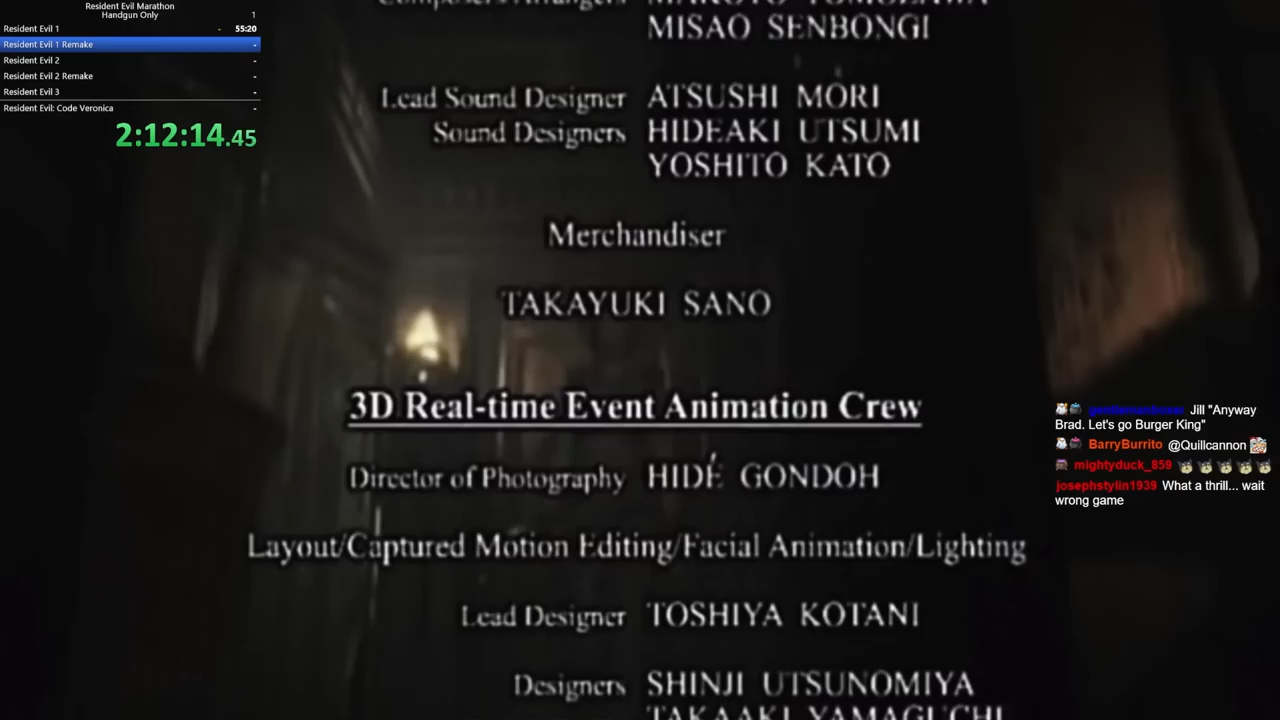 Resident Evil Marathon
Handgun Only
1
Resident Evil 1 - 55:20
Resident Evil 1 Remake -
Resident Evil 2 -
Resident Evil 2 Remake -
Resident Evil 3 -
Resident Evil: Code Veronica -
2:12:14.45
MISAO SENBONGI
Lead Sound Designer ATSUSHI MORI
Sound Designers HIDEAKI UTSUMI
YOSHITO KATO
Merchandiser
TAKAYUKI SANO
3D Real-time Event Animation Crew
Director of Photography HIDÉ GONDOH
Layout/Captured Motion Editing/Facial Animation/Lighting
Lead Designer TOSHIYA KOTANI
Designers SHINJI UTSUNOMIYA
TAKAAKI YAMAGUCHI
Jill "Anyway
Brad. Let's go Burger King"
BarryBurrito @Quillcannon
mightyduck_859
josephstylin1939 What a thrill... wait
wrong game